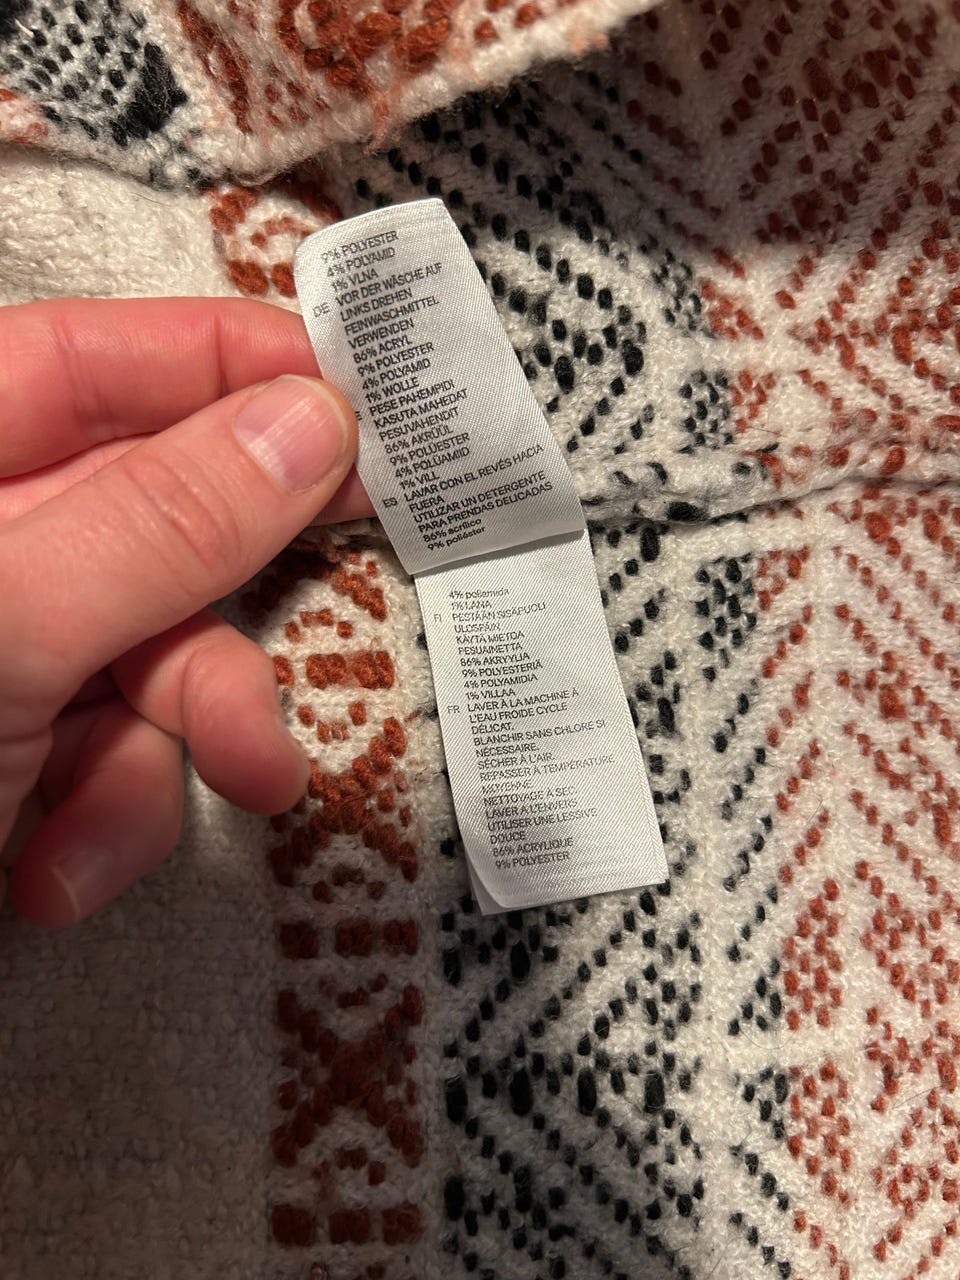 9% POLYESTER
4% POLYAMID
1% VLNA
DE VOR DER WÄSCHE AUF
LINKS DREHEN
FEINWASCHMITTEL
VERWENDEN
86% ACRYL
9% POLYESTER
4% POLYAMID
1% WOLLE
E PESE PAHEMPIDI
KASUTA MAHEDAT
PESUVAHENDIT
86% AKRÜÜL
9% POLÜESTER
4% POLÜAMIID
1% VILL
ES LAVAR CON EL REVÉS HACIA
FUERA
UTILIZAR UN DETERGENTE
PARA PRENDAS DELICADAS
86% acrílico
9% poliéster
4% poliamida
1% LANA
FI PESTÄÄN SISÄPUOLI
ULOSPÄIN
KÄYTÄ MIETOA
PESUAINETTA
86% AKRYYLIA
9% POLYESTERIÄ
4% POLYAMIDIA
1% VILLAA
FR LAVER À LA MACHINE À
L'EAU FROIDE CYCLE
DÉLICAT.
BLANCHIR SANS CHLORE SI
NÉCESSAIRE.
SÉCHER À L'AIR.
REPASSER À TEMPÉRATURE
MOYENNE.
NETTOYAGE À SEC.
LAVER À L'ENVERS
UTILISER UNE LESSIVE
DOUCE
86% ACRYLIQUE
9% POLYESTER